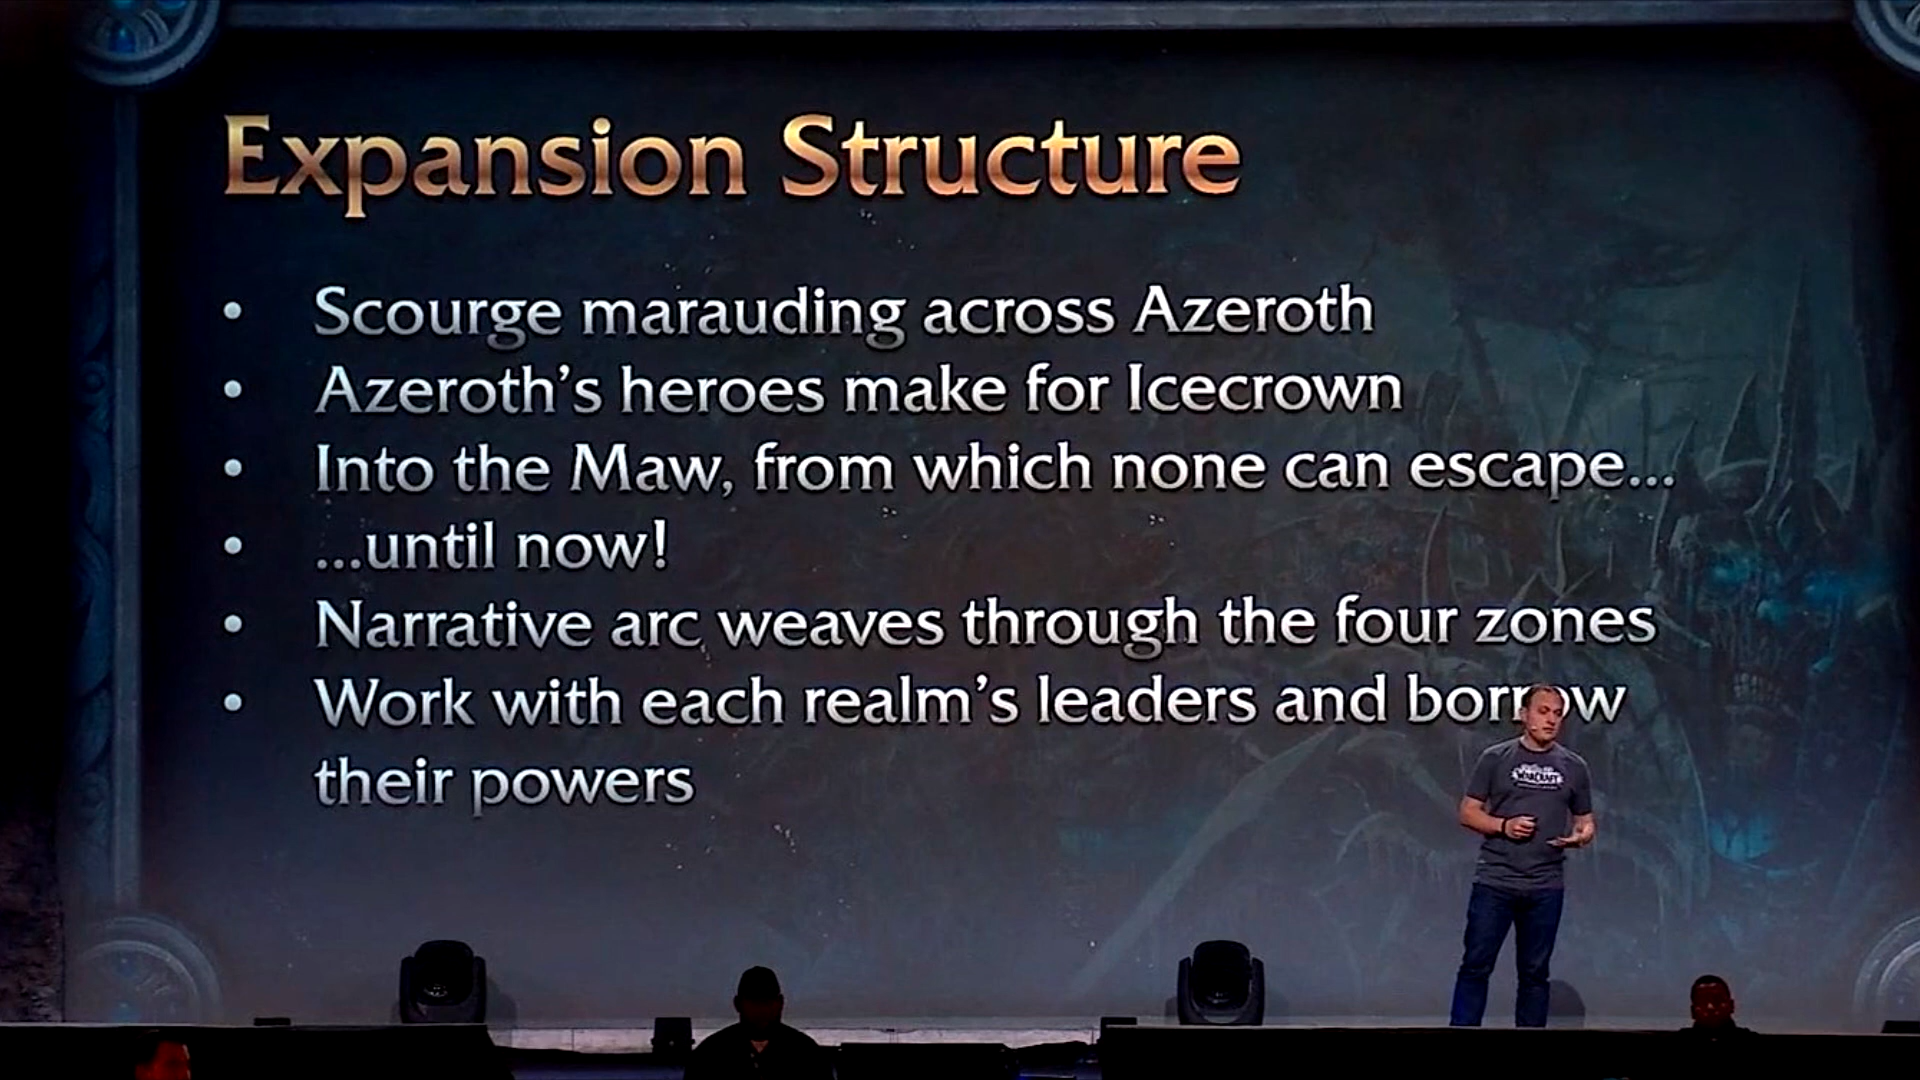 Expansion Structure
• Scourge marauding across Azeroth
• Azeroth's heroes make for Icecrown
• Into the Maw, from which none can escape...
• ...until now!
• Narrative arc weaves through the four zones
• Work with each realm's leaders and borrow
their powers
WARCRAFT